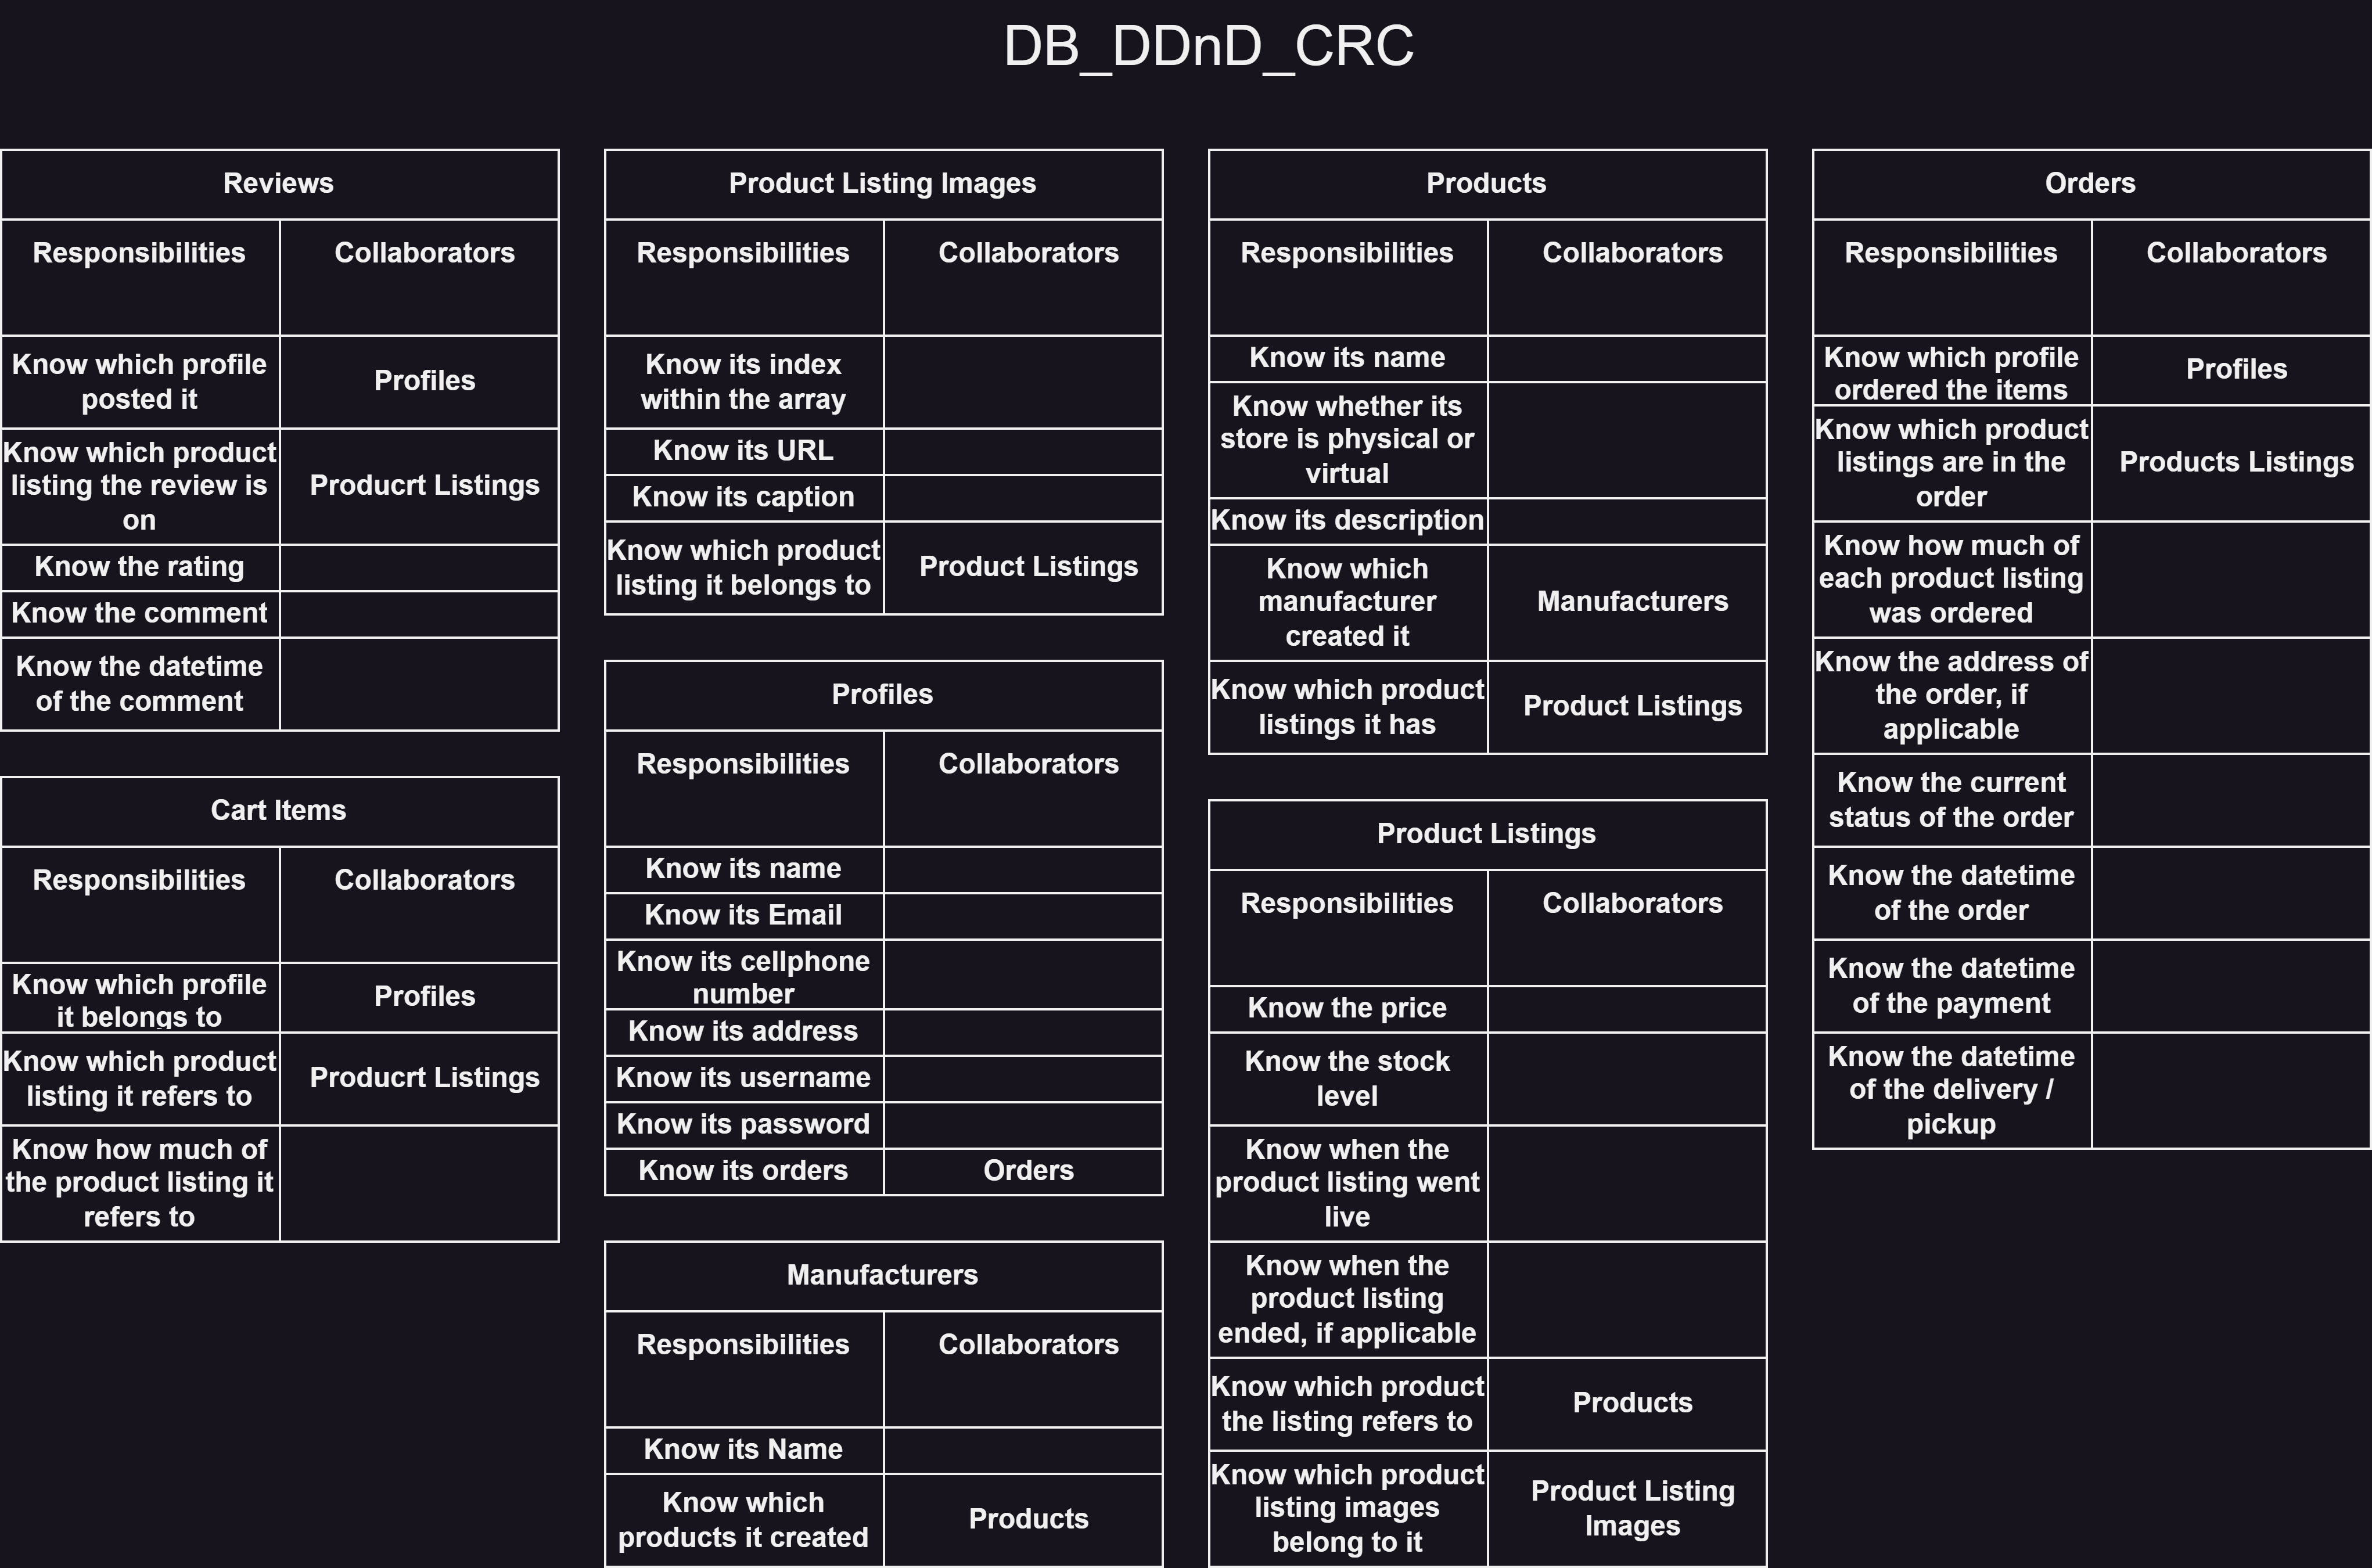 DB_DDnD_CRC
Reviews
Responsibilities
Collaborators
Know which profile
posted it
Profiles
Know which product
listing the review is
on
Producrt Listings
Know the rating
Know the comment
Know the datetime
of the comment
Cart Items
Responsibilities
Collaborators
Know which profile
it belongs to
Profiles
Know which product
listing it refers to
Producrt Listings
Know how much of
the product listing it
refers to
Product Listing Images
Responsibilities
Collaborators
Know its index
within the array
Know its URL
Know its caption
Know which product
listing it belongs to
Product Listings
Profiles
Responsibilities
Collaborators
Know its name
Know its Email
Know its cellphone
number
Know its address
Know its username
Know its password
Know its orders
Orders
Manufacturers
Responsibilities
Collaborators
Know its Name
Know which
products it created
Products
Products
Responsibilities
Collaborators
Know its name
Know whether its
store is physical or
virtual
Know its description
Know which
manufacturer
created it
Manufacturers
Know which product
listings it has
Product Listings
Product Listings
Responsibilities
Collaborators
Know the price
Know the stock
level
Know when the
product listing went
live
Know when the
product listing
ended, if applicable
Know which product
the listing refers to
Products
Know which product
listing images
belong to it
Product Listing
Images
Orders
Responsibilities
Collaborators
Know which profile
ordered the items
Profiles
Know which product
listings are in the
order
Products Listings
Know how much of
each product listing
was ordered
Know the address of
the order, if
applicable
Know the current
status of the order
Know the datetime
of the order
Know the datetime
of the payment
Know the datetime
of the delivery /
pickup